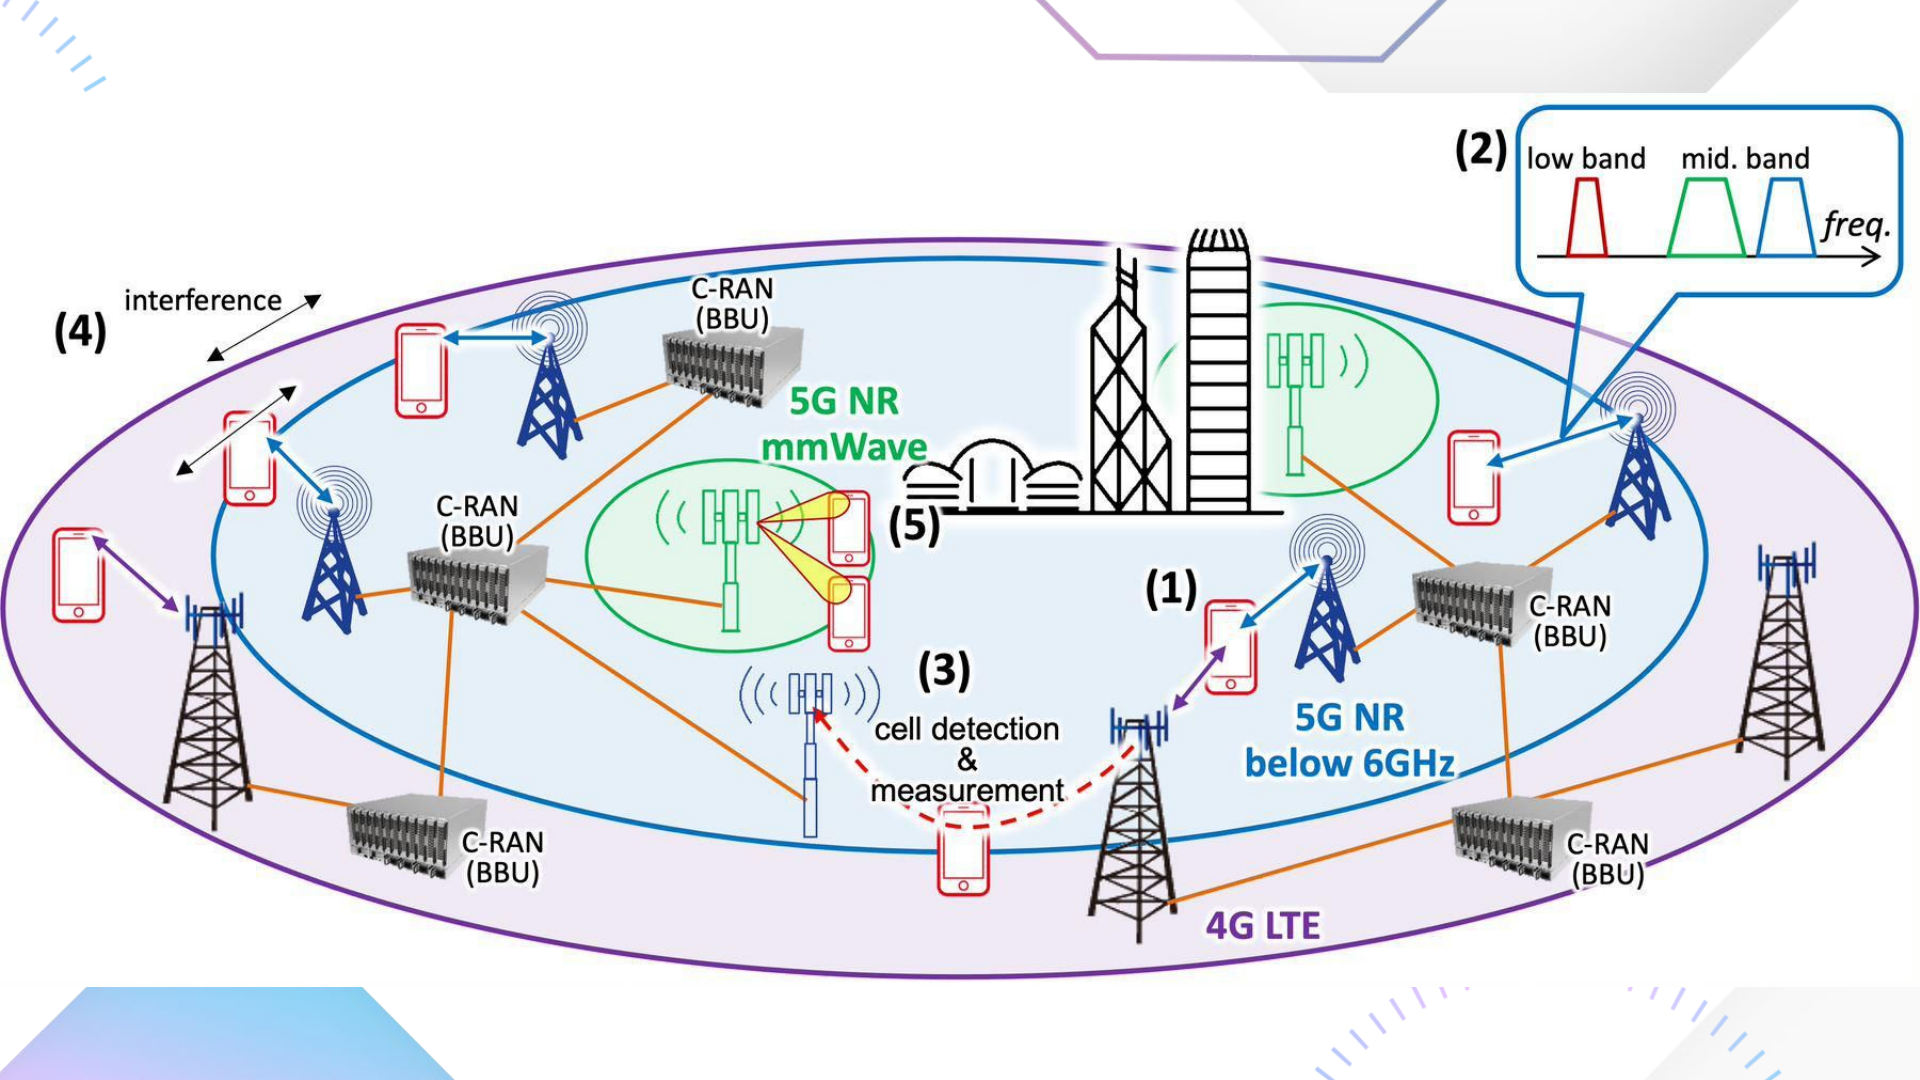 (2)
low band mid. band
freq.
(4)
interference
C-RAN
(BBU)
5G NR
mmWave
C-RAN
(BBU)
(5)
(1)
C-RAN
(BBU)
(3)
cell detection
&
measurement
5G NR
below 6GHz
C-RAN
(BBU)
C-RAN
(BBU)
4G LTE